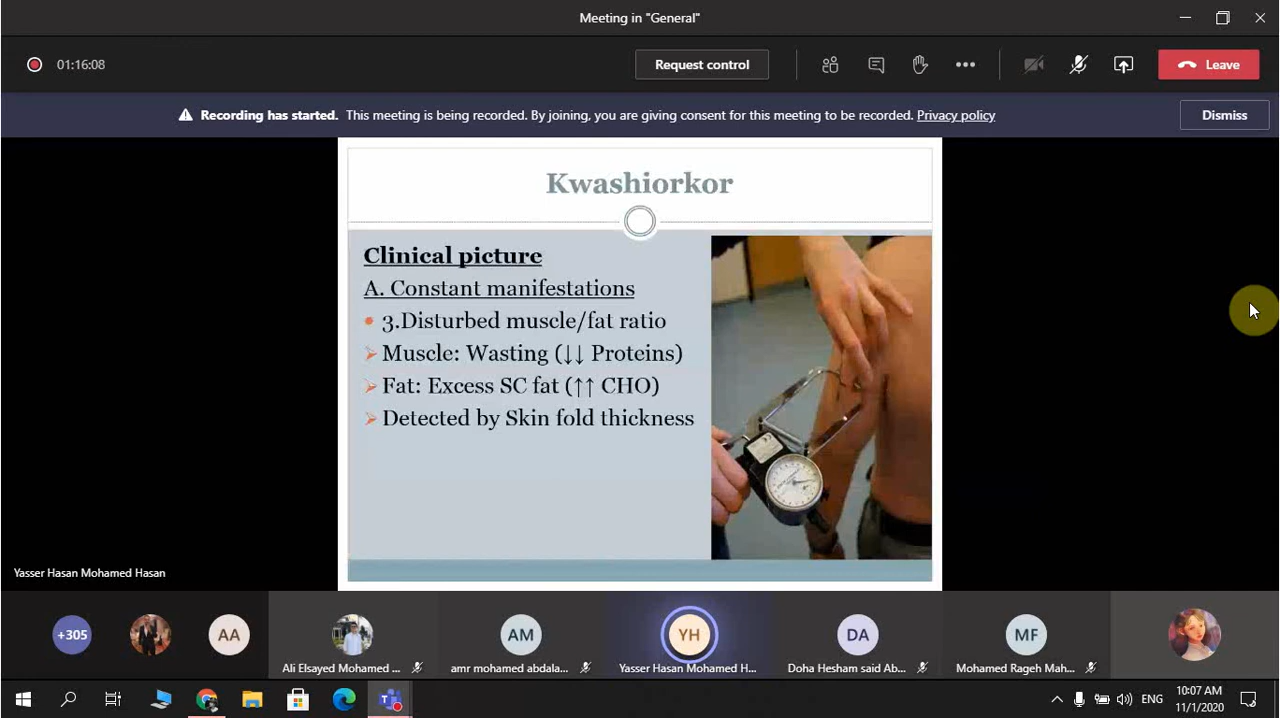 Meeting in "General"
01:16:08
Request control
Leave
Recording has started. This meeting is being recorded. By joining, you are giving consent for this meeting to be recorded. Privacy policy
Dismiss
Kwashiorkor
Clinical picture
A. Constant manifestations
3.Disturbed muscle/fat ratio
Muscle: Wasting (↓↓ Proteins)
Fat: Excess SC fat (↑↑ CHO)
Detected by Skin fold thickness
Yasser Hasan Mohamed Hasan
+305
AA
AM
YH
DA
MF
Ali Elsayed Mohamed ...
amr mohamed abdala...
Yasser Hasan Mohamed H...
Doha Hesham said Ab...
Mohamed Rageh Mah...
ENG
10:07 AM
11/1/2020